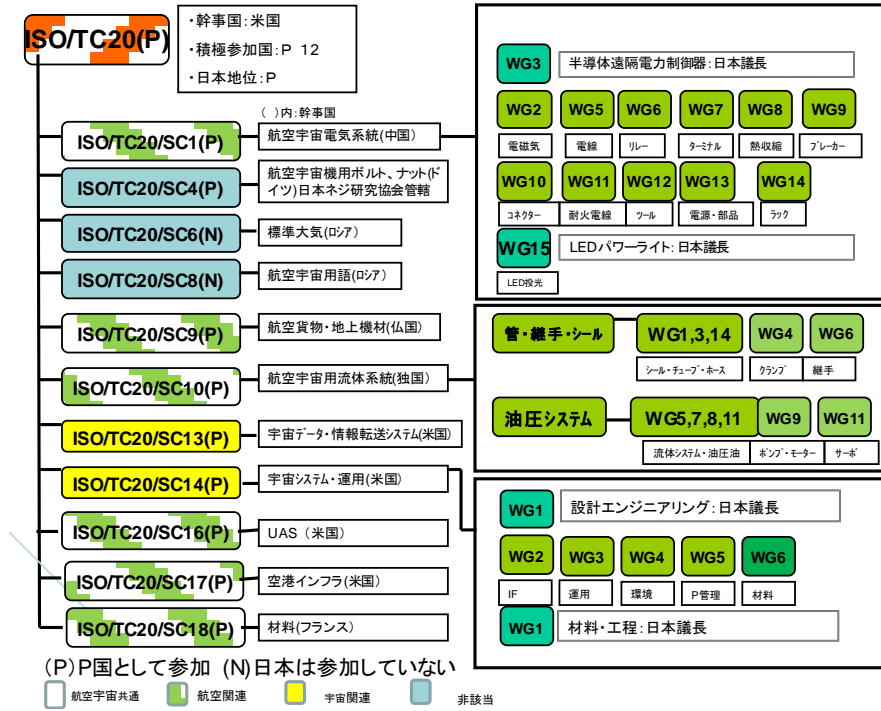 ISO/TC20(P)
・幹事国：米国
・積極参加国：P 12
・日本地位：P
( )内：幹事国
ISO/TC20/SC1(P)
航空宇宙電気系統(中国)
ISO/TC20/SC4(P)
航空宇宙機用ボルト、ナット(ド
イツ)日本ネジ研究協会管轄
ISO/TC20/SC6(N)
標準大気(ロシア)
ISO/TC20/SC8(N)
航空宇宙用語(ロシア)
ISO/TC20/SC9(P)
航空貨物・地上機材(仏国)
ISO/TC20/SC10(P)
航空宇宙用流体系統(独国)
ISO/TC20/SC13(P)
宇宙データ・情報転送システム(米国)
ISO/TC20/SC14(P)
宇宙システム・運用(米国)
ISO/TC20/SC16(P)
UAS (米国)
ISO/TC20/SC17(P)
空港インフラ(米国)
ISO/TC20/SC18(P)
材料(フランス)
WG3 半導体遠隔電力制御器：日本議長
WG2 WG5 WG6 WG7 WG8 WG9
電磁気 電線 リレー ターミナル 熱収縮 ブレーカー
WG10 WG11 WG12 WG13 WG14
コネクター 耐火電線 ツール 電源・部品 ラック
WG15 LEDパワーライト：日本議長
LED投光
管・継手・シール WG1,3,14 WG4 WG6
シール・チューブ・ホース クランプ 継手
油圧システム WG5,7,8,11 WG9 WG11
流体システム・油圧油 ポンプ・モーター サーボ
WG1 設計エンジニアリング：日本議長
WG2 WG3 WG4 WG5 WG6
IF 運用 環境 P管理 材料
WG1 材料・工程：日本議長
(P)P国として参加 (N)日本は参加していない
航空宇宙共通 航空関連 宇宙関連 非該当